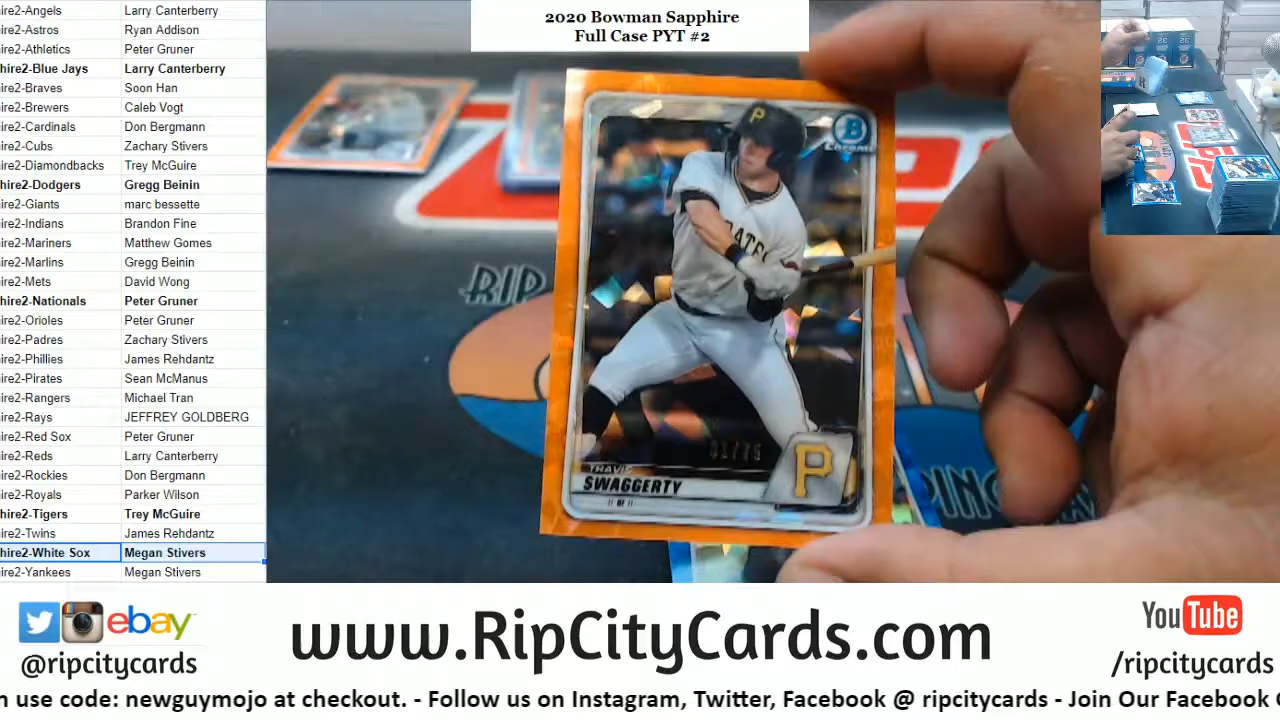 ire2-Angels Larry Canterberry
ire2-Astros Ryan Addison
ire2-Athletics Peter Gruner
hire2-Blue Jays Larry Canterberry
ire2-Braves Soon Han
ire2-Brewers Caleb Vogt
ire2-Cardinals Don Bergmann
ire2-Cubs Zachary Stivers
ire2-Diamondbacks Trey McGuire
hire2-Dodgers Gregg Beinin
ire2-Giants marc bessette
ire2-Indians Brandon Fine
ire2-Mariners Matthew Gomes
ire2-Marlins Gregg Beinin
ire2-Mets David Wong
hire2-Nationals Peter Gruner
ire2-Orioles Peter Gruner
ire2-Padres Zachary Stivers
ire2-Phillies James Rehdantz
ire2-Pirates Sean McManus
ire2-Rangers Michael Tran
ire2-Rays JEFFREY GOLDBERG
ire2-Red Sox Peter Gruner
ire2-Reds Larry Canterberry
ire2-Rockies Don Bergmann
ire2-Royals Parker Wilson
hire2-Tigers Trey McGuire
ire2-Twins James Rehdantz
hire2-White Sox Megan Stivers
ire2-Yankees Megan Stivers
2020 Bowman Sapphire
Full Case PYT #2
P
B
Chrome
RIP
P
TRAVIS
SWAGGERTY
// OF //
ebay
@ripcitycards
www.RipCityCards.com
YouTube
/ripcitycards
n use code: newguymojo at checkout. - Follow us on Instagram, Twitter, Facebook @ ripcitycards - Join Our Facebook